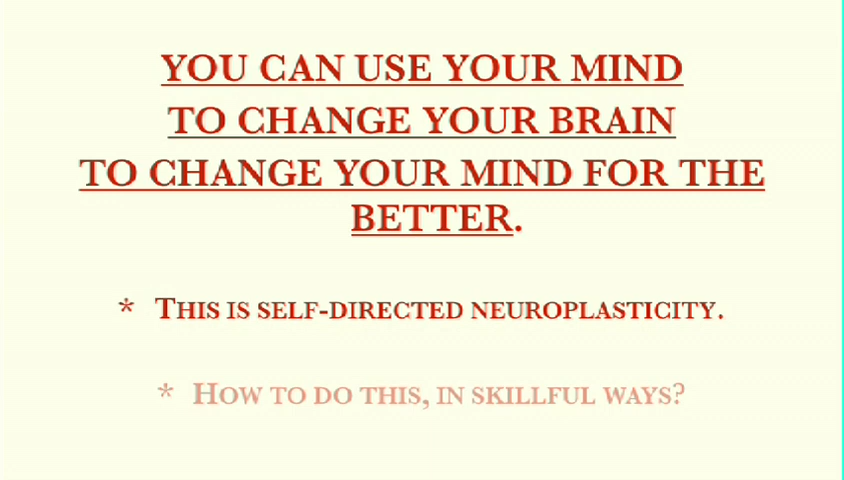 YOU CAN USE YOUR MIND
TO CHANGE YOUR BRAIN
TO CHANGE YOUR MIND FOR THE
BETTER.
* THIS IS SELF-DIRECTED NEUROPLASTICITY.
* HOW TO DO THIS, IN SKILLFUL WAYS?